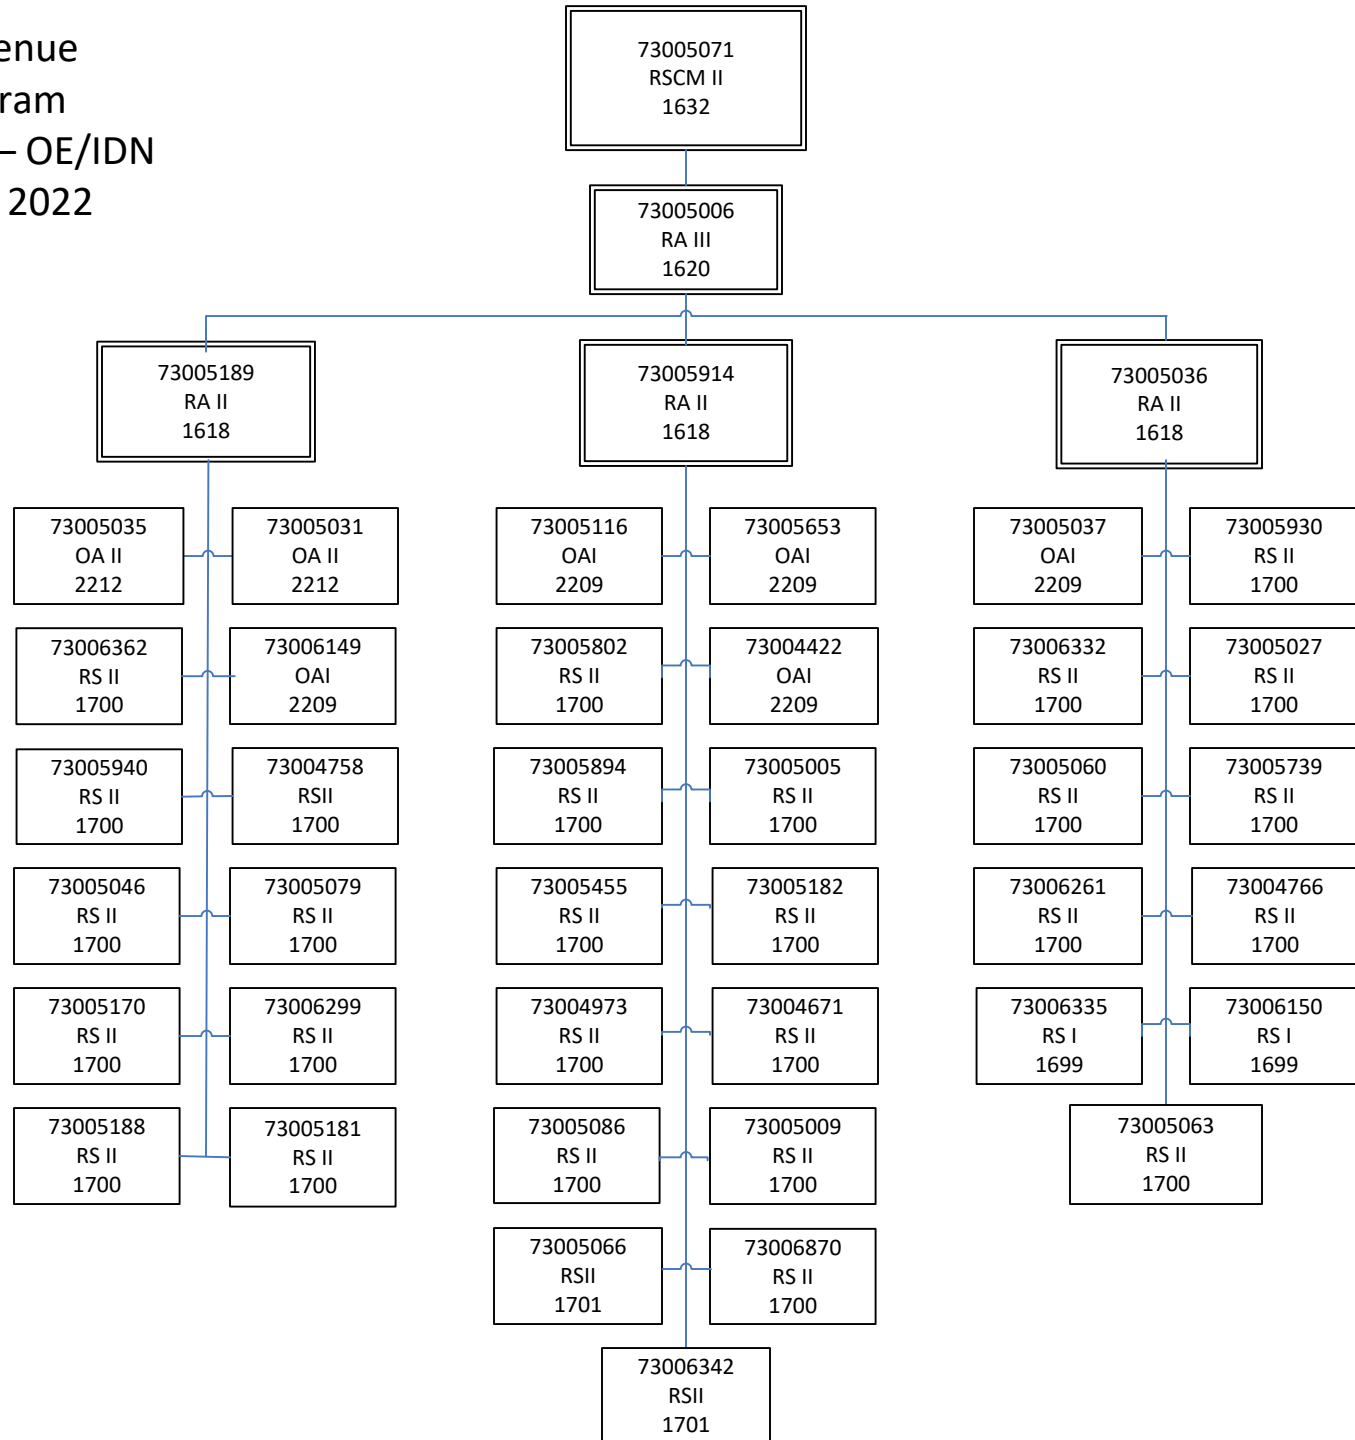 – OE/IDN
2022
73005071
RSCM II
1632
73005006
RA III
1620
73005189
RA II
1618
73005914
RA II
1618
73005036
RA II
1618
73005035
OA II
2212
73005031
OA II
2212
73005116
OAI
2209
73005653
OAI
2209
73005037
OAI
2209
73005930
RS II
1700
73006362
RS II
1700
73006149
OAI
2209
73005802
RS II
1700
73004422
OAI
2209
73006332
RS II
1700
73005027
RS II
1700
73005940
RS II
1700
73004758
RSII
1700
73005894
RS II
1700
73005005
RS II
1700
73005060
RS II
1700
73005739
RS II
1700
73005046
RS II
1700
73005079
RS II
1700
73005455
RS II
1700
73005182
RS II
1700
73006261
RS II
1700
73004766
RS II
1700
73005170
RS II
1700
73006299
RS II
1700
73004973
RS II
1700
73004671
RS II
1700
73006335
RS I
1699
73006150
RS I
1699
73005188
RS II
1700
73005181
RS II
1700
73005086
RS II
1700
73005009
RS II
1700
73005063
RS II
1700
73005066
RSII
1701
73006870
RS II
1700
73006342
RSII
1701